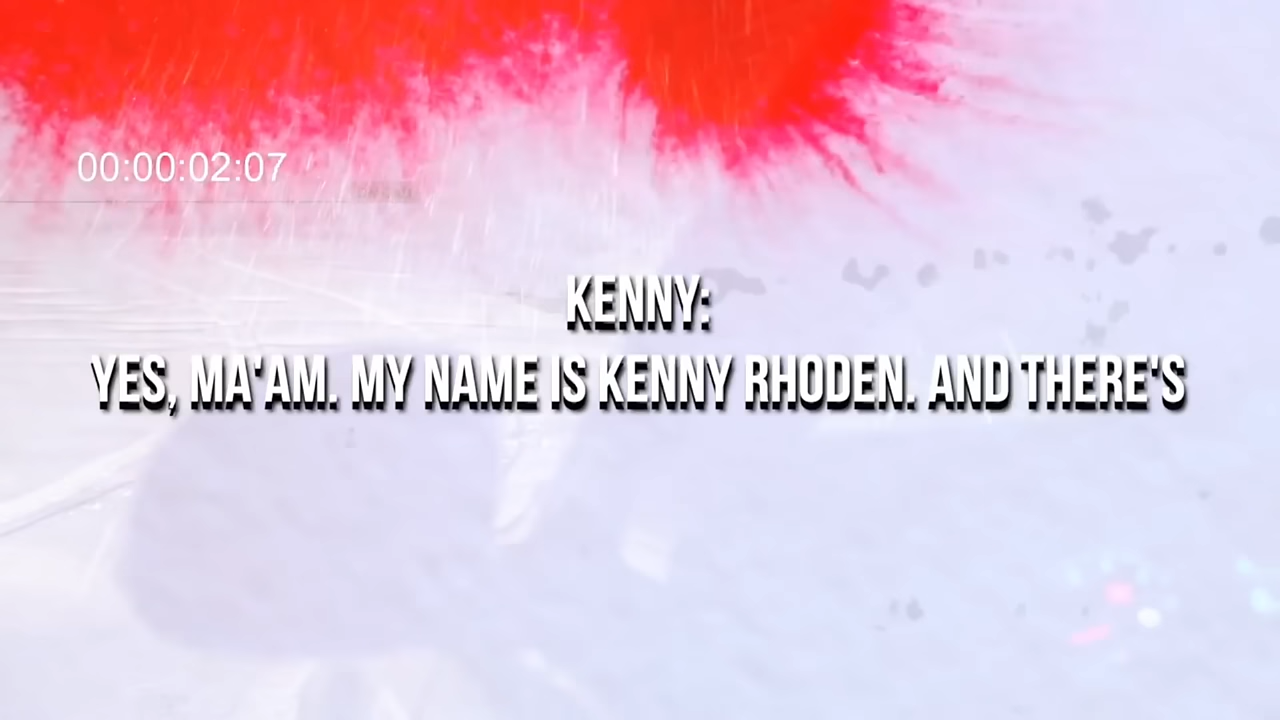 00:00:02:07
KENNY:
YES, MA'AM. MY NAME IS KENNY RHODEN. AND THERE'S